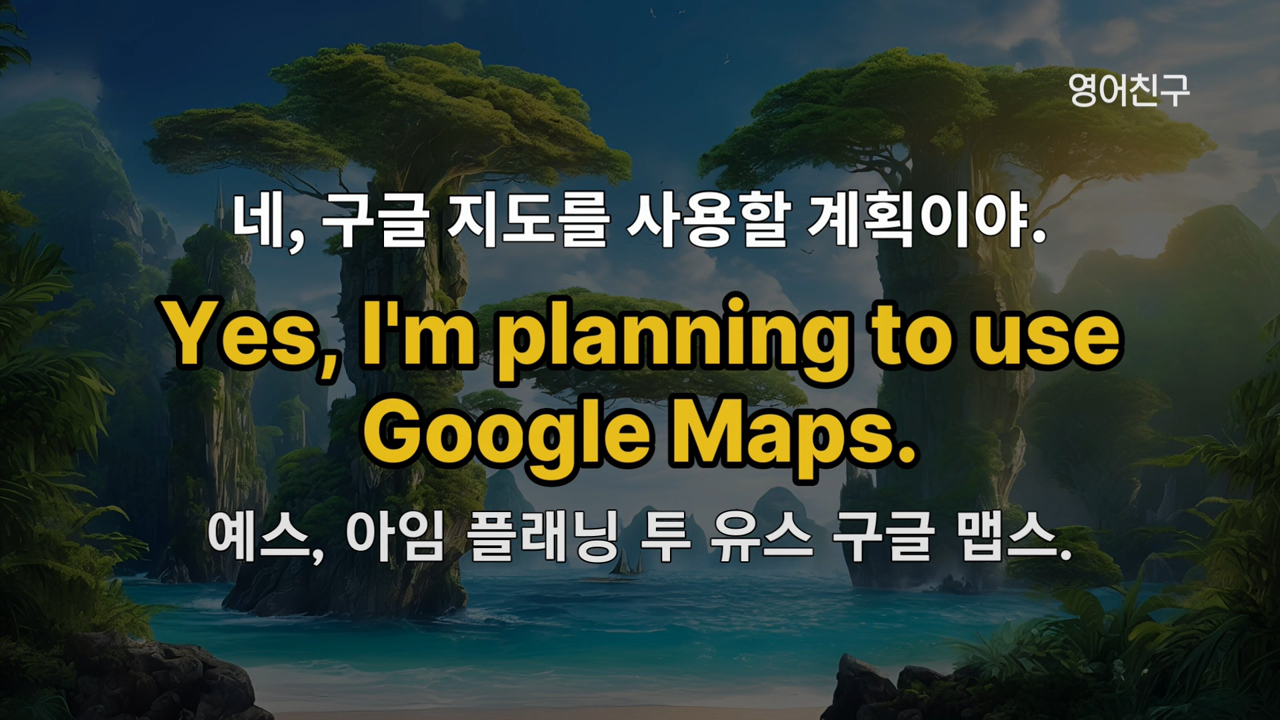 영어친구
네, 구글 지도를 사용할 계획이야.
Yes, I'm planning to use
Google Maps.
예스, 아임 플래닝 투 유스 구글 맵스.